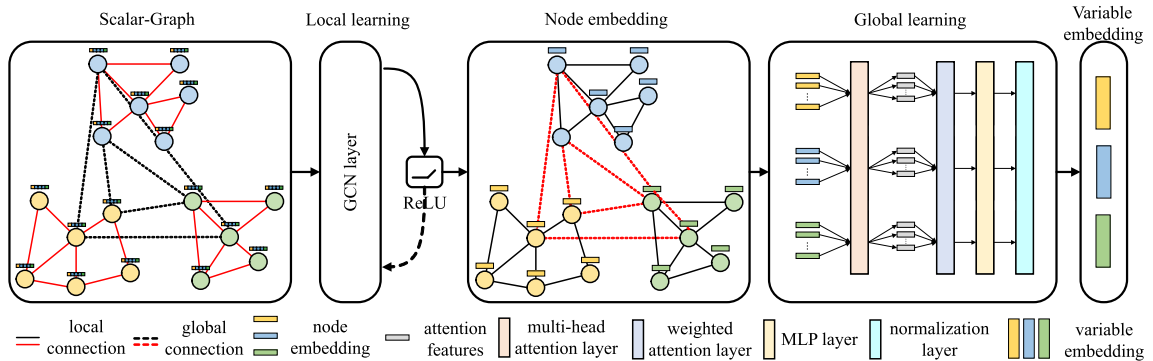 Scalar-Graph
Local learning
Node embedding
Global learning
Variable
embedding
GCN layer
ReLU
local
connection
global
connection
node
embedding
attention
features
multi-head
attention layer
weighted
attention layer
MLP layer
normalization
layer
variable
embedding